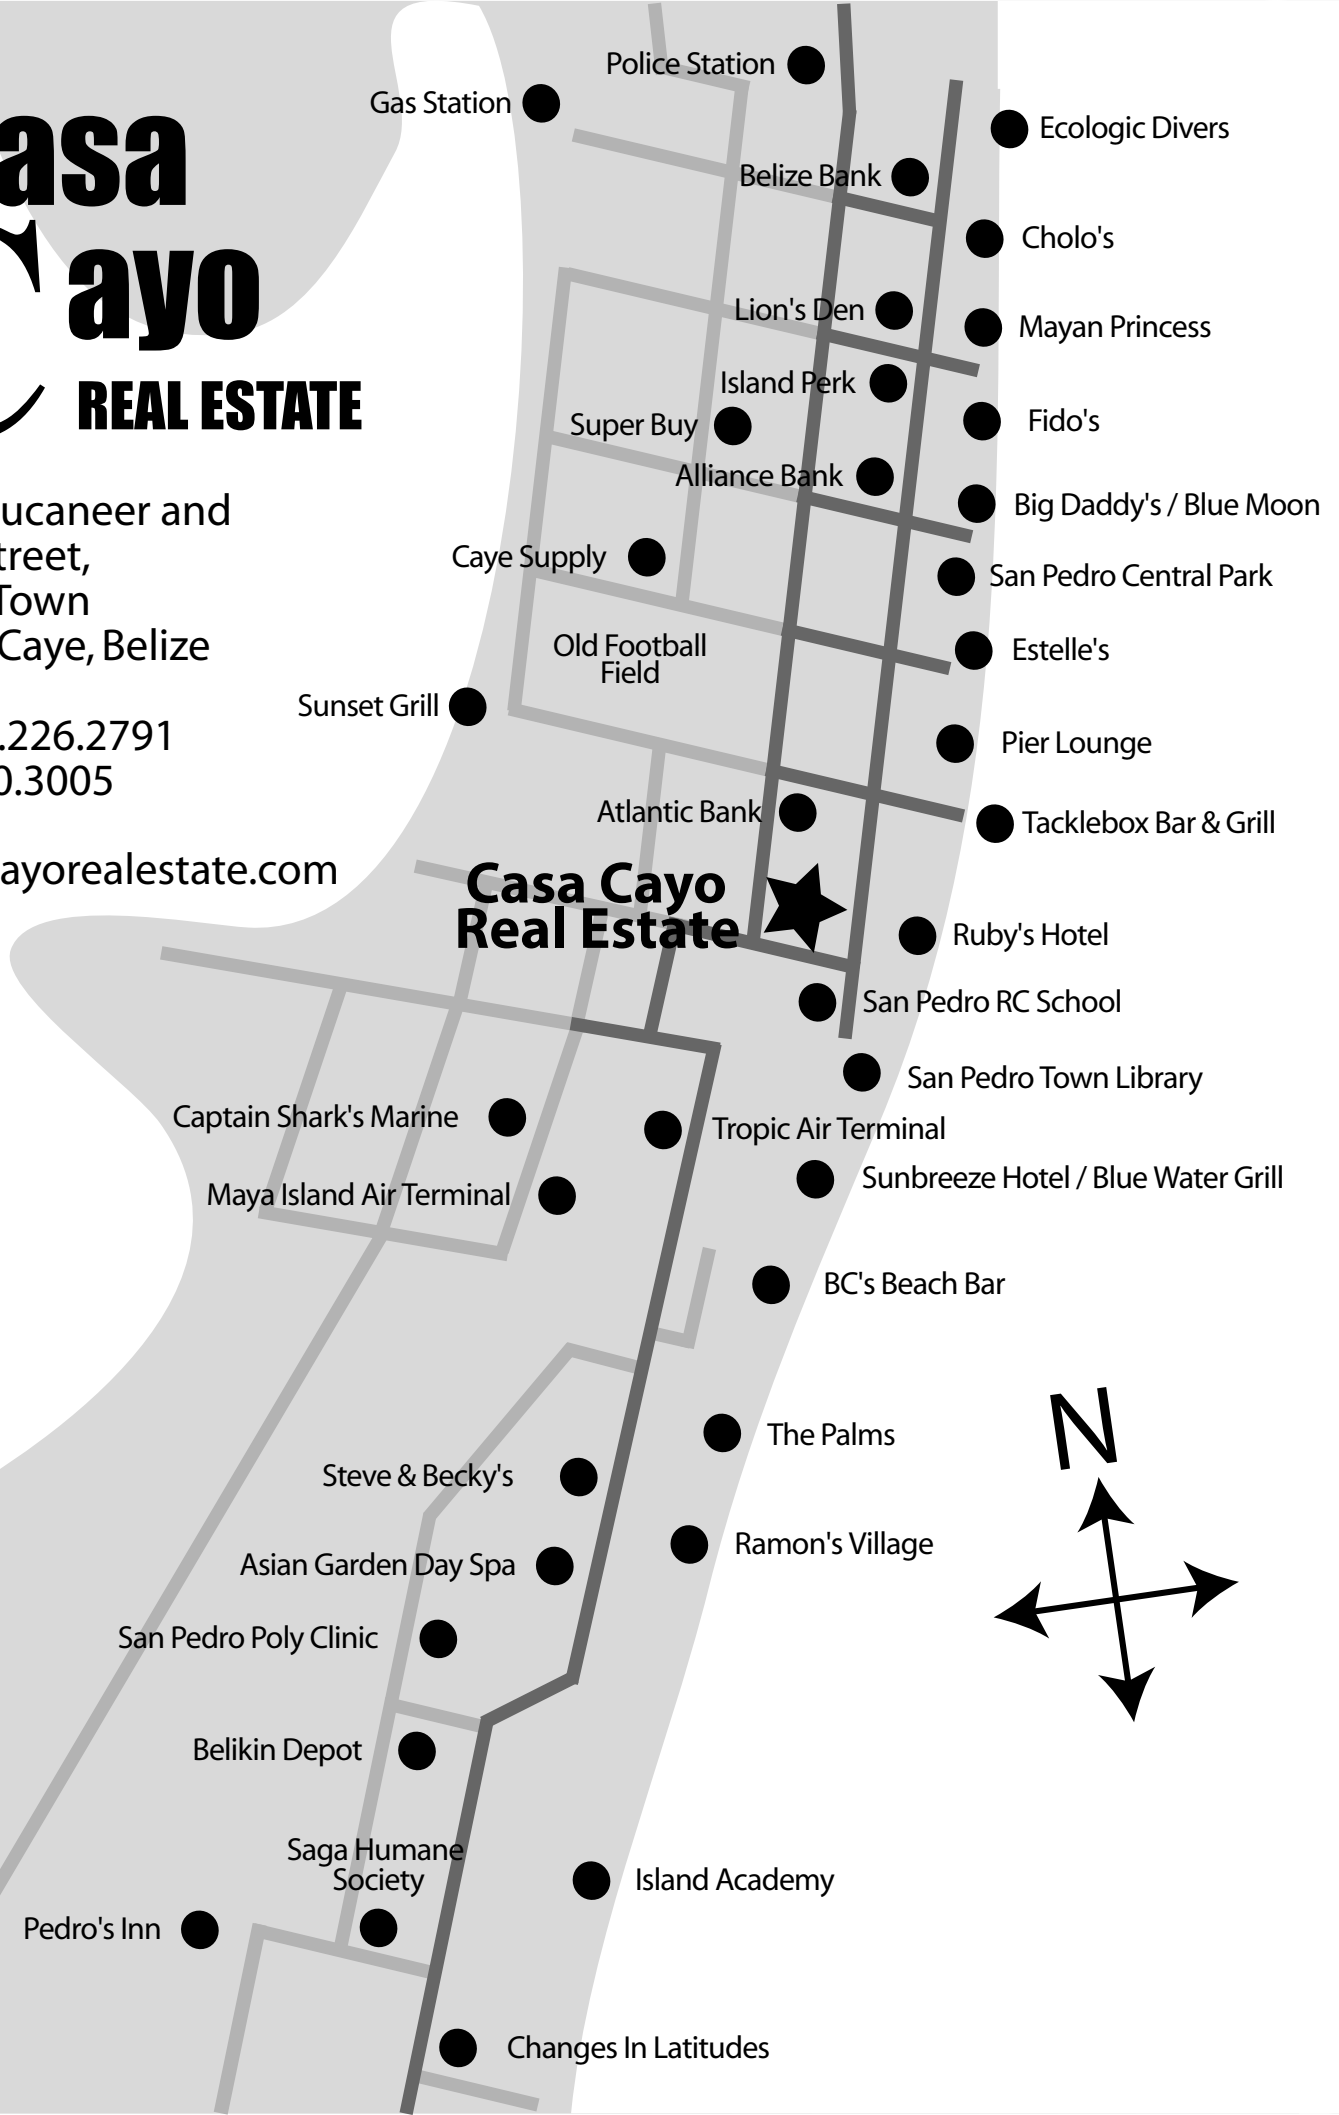 asa
Cayo
REAL ESTATE
ucaneer and
treet,
Town
Caye, Belize
.226.2791
0.3005
ayorealestate.com
Police Station
Gas Station
Ecologic Divers
Belize Bank
Cholo's
Lion's Den
Mayan Princess
Island Perk
Super Buy
Fido's
Alliance Bank
Big Daddy's / Blue Moon
Caye Supply
San Pedro Central Park
Old Football
Field
Estelle's
Sunset Grill
Pier Lounge
Atlantic Bank
Tacklebox Bar & Grill
Casa Cayo
Real Estate
Ruby's Hotel
San Pedro RC School
San Pedro Town Library
Captain Shark's Marine
Tropic Air Terminal
Maya Island Air Terminal
Sunbreeze Hotel / Blue Water Grill
BC's Beach Bar
N
The Palms
Steve & Becky's
Ramon's Village
Asian Garden Day Spa
San Pedro Poly Clinic
Belikin Depot
Saga Humane
Society
Island Academy
Pedro's Inn
Changes In Latitudes